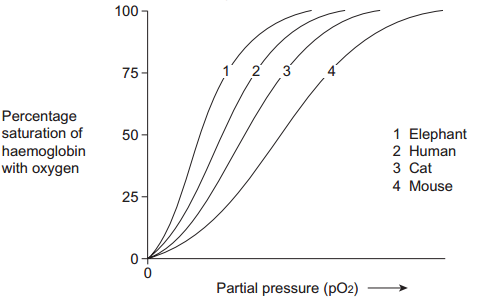 100
75
50
25
0
0
Percentage
saturation of
haemoglobin
with oxygen
1
2
3
4
1 Elephant
2 Human
3 Cat
4 Mouse
Partial pressure (pO2)